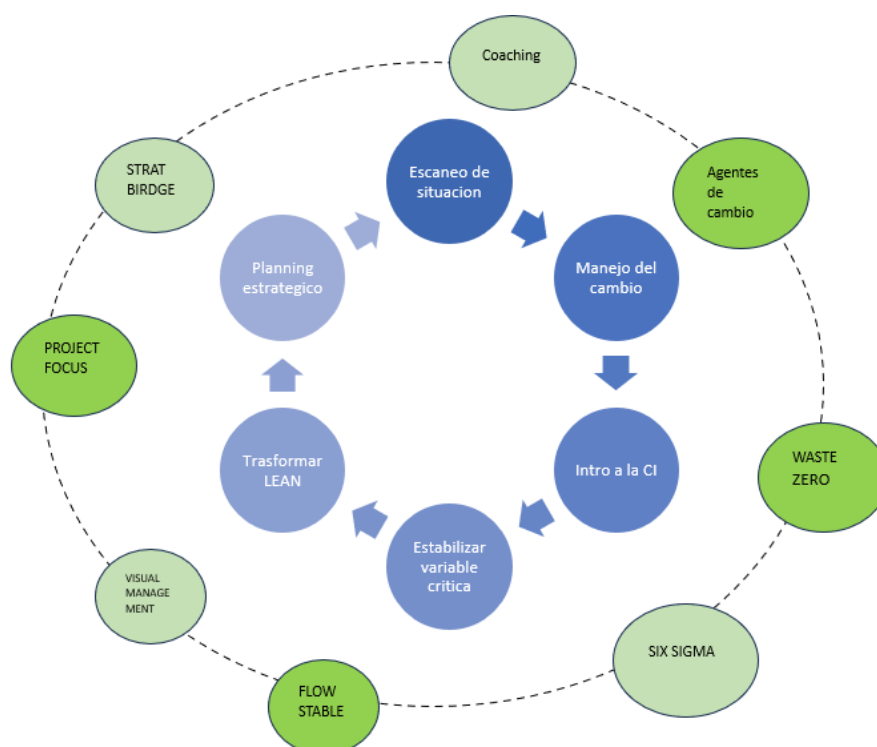 Coaching
Agentes
de
cambio
WASTE
ZERO
SIX SIGMA
FLOW
STABLE
VISUAL
MANAGE
MENT
PROJECT
FOCUS
STRAT
BIRDGE
Escaneo de
situacion
Manejo del
cambio
Intro a la CI
Estabilizar
variable
critica
Trasformar
LEAN
Planning
estrategico